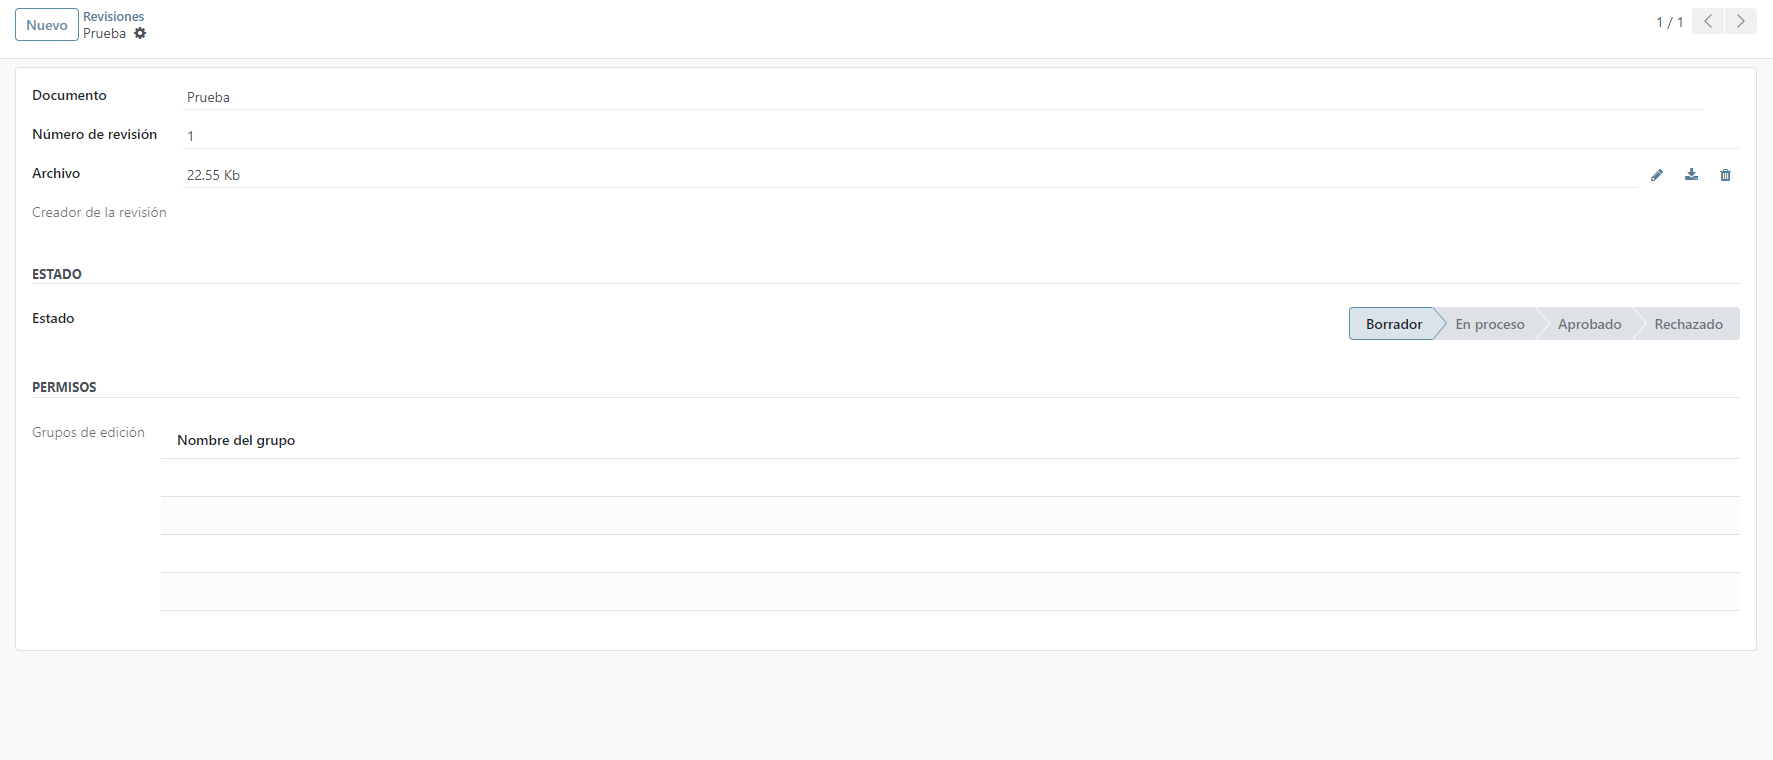 Nuevo
Revisiones
Prueba
1 / 1
Documento
Prueba
Número de revisión
1
Archivo
22.55 Kb
Creador de la revisión
ESTADO
Estado
Borrador
En proceso
Aprobado
Rechazado
PERMISOS
Grupos de edición
Nombre del grupo